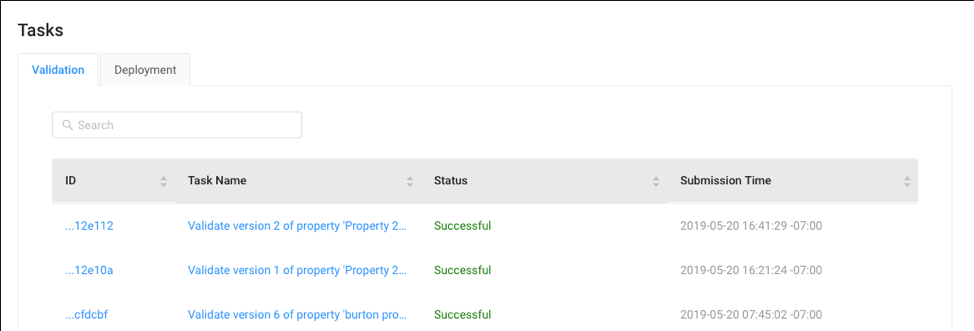 Tasks
Validation Deployment
Search
ID Task Name Status Submission Time
...12e112 Validate version 2 of property 'Property 2... Successful 2019-05-20 16:41:29 -07:00
...12e10a Validate version 1 of property 'Property 2... Successful 2019-05-20 16:21:24 -07:00
...cfdcbf Validate version 6 of property 'burton pro... Successful 2019-05-20 07:45:02 -07:00